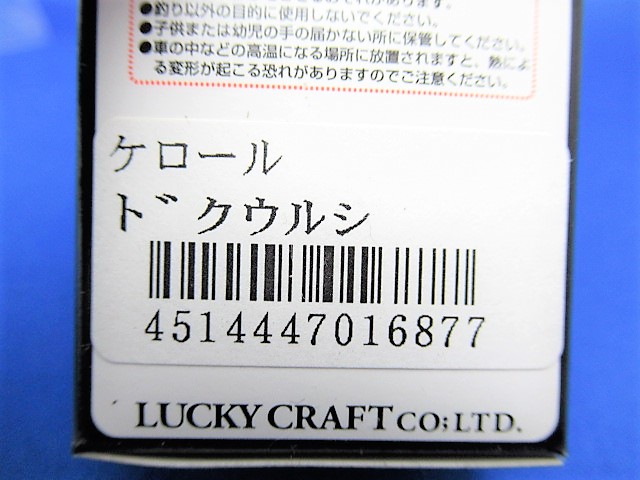 ●釣り以外の目的に使用しないでください。
●子供または幼児の手の届かない所に保管してください。
●車の中などの高温になる場所に放置されますと、熱によ
る変形が起こる恐れがありますのでご注意ください。
ケロール
ドクウルシ
4514447016877
LUCKY CRAFT CO;LTD.